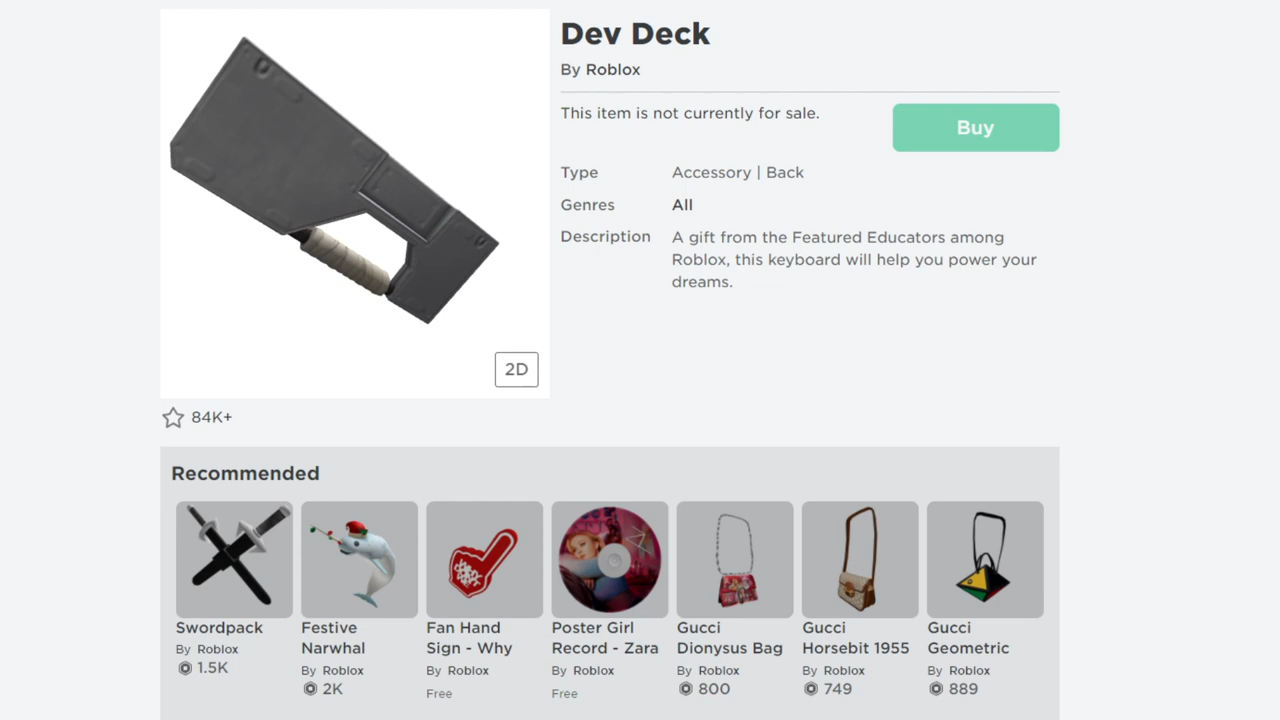 Dev Deck
By Roblox
This item is not currently for sale.
Buy
Type Accessory | Back
Genres All
Description A gift from the Featured Educators among
Roblox, this keyboard will help you power your
dreams.
2D
84K+
Recommended
Swordpack
By Roblox
1.5K
Festive
Narwhal
By Roblox
2K
Fan Hand
Sign - Why
By Roblox
Free
Poster Girl
Record - Zara
By Roblox
Free
Gucci
Dionysus Bag
By Roblox
800
Gucci
Horsebit 1955
By Roblox
749
Gucci
Geometric
By Roblox
889